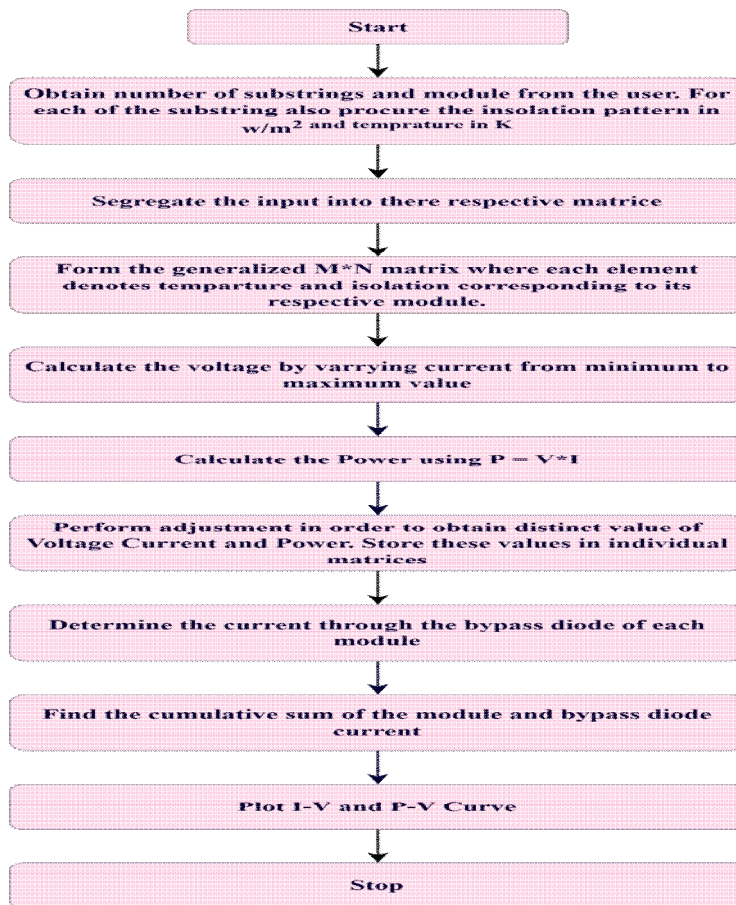 Start
Obtain number of substrings and module from the user. For
each of the substring also procure the insolation pattern in
w/m² and temprature in K
Segregate the input into there respective matrice
Form the generalized M*N matrix where each element
denotes temparture and isolation corresponding to its
respective module.
Calculate the voltage by varrying current from minimum to
maximum value
Calculate the Power using P = V*I
Perform adjustment in order to obtain distinct value of
Voltage Current and Power. Store these values in individual
matrices
Determine the current through the bypass diode of each
module
Find the cumulative sum of the module and bypass diode
current
Plot I-V and P-V Curve
Stop